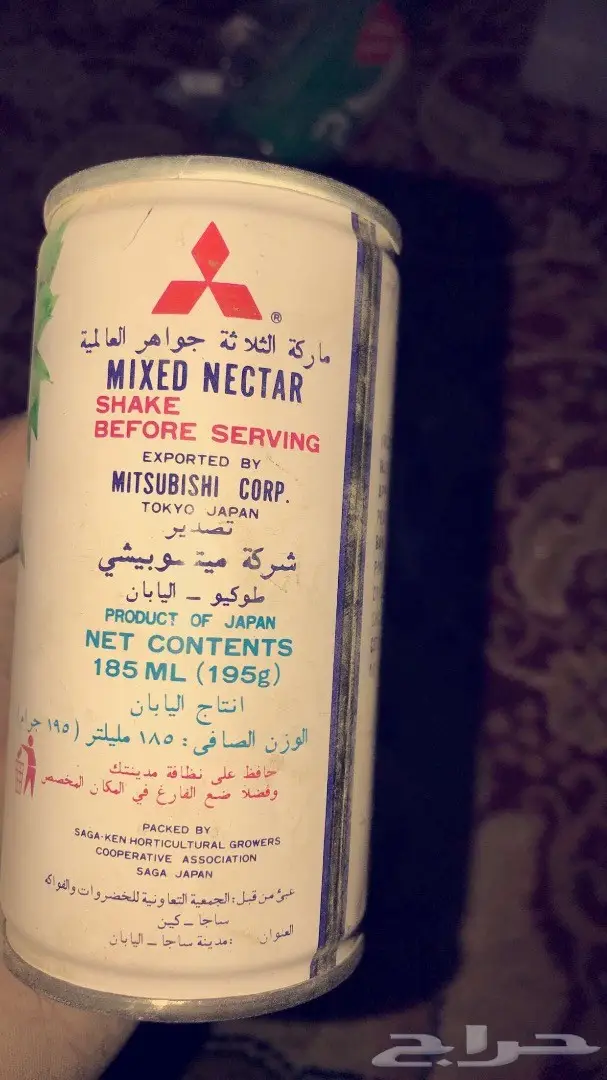 ®
ماركة الثلاثة جواهر العالمية
MIXED NECTAR
SHAKE
BEFORE SERVING
EXPORTED BY
MITSUBISHI CORP.
TOKYO JAPAN
تصدير
شركة ميتسوبيشي
طوكيو – اليابان
PRODUCT OF JAPAN
NET CONTENTS
185 ML (195g)
انتاج اليابان
الوزن الصافى : ١٨٥ مليلتر ( ١٩٥ جرام
حافظ على نظافة مدينتك
وفضلا ضع الفارغ في المكان المخصص
PACKED BY
SAGA-KEN HORTICULTURAL GROWERS
COOPERATIVE ASSOCIATION
SAGA JAPAN
عبئ من قبل : الجمعية التعاونية للخضروات والفواكه
ساجا – كين
العنوان : مدينة ساجا – اليابان
حراج